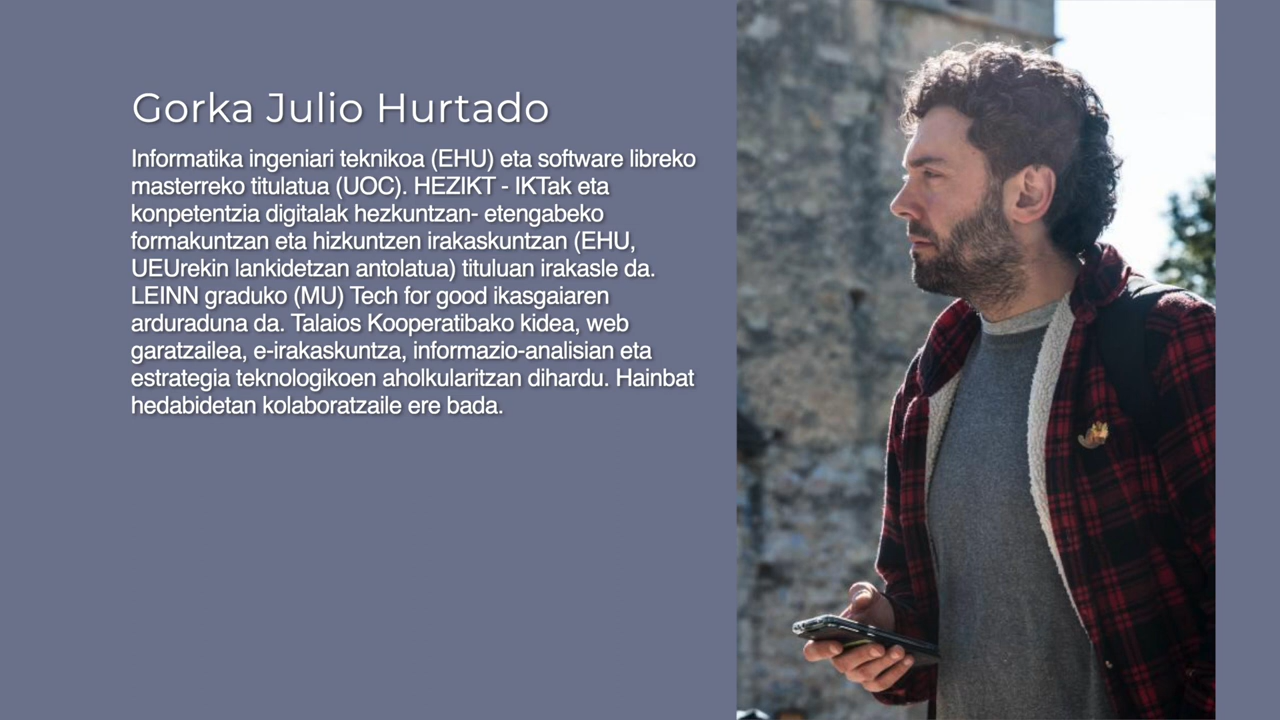 Gorka Julio Hurtado
Informatika ingeniari teknikoa (EHU) eta software libreko
masterreko titulatua (UOC). HEZIKT - IKTak eta
konpetentzia digitalak hezkuntzan- etengabeko
formakuntzan eta hizkuntzen irakaskuntzan (EHU,
UEUrekin lankidetzan antolatua) tituluan irakasle da.
LEINN graduko (MU) Tech for good ikasgaiaren
arduraduna da. Talaios Kooperatibako kidea, web
garatzailea, e-irakaskuntza, informazio-analisian eta
estrategia teknologikoen aholkularitzan dihardu. Hainbat
hedabidetan kolaboratzaile ere bada.